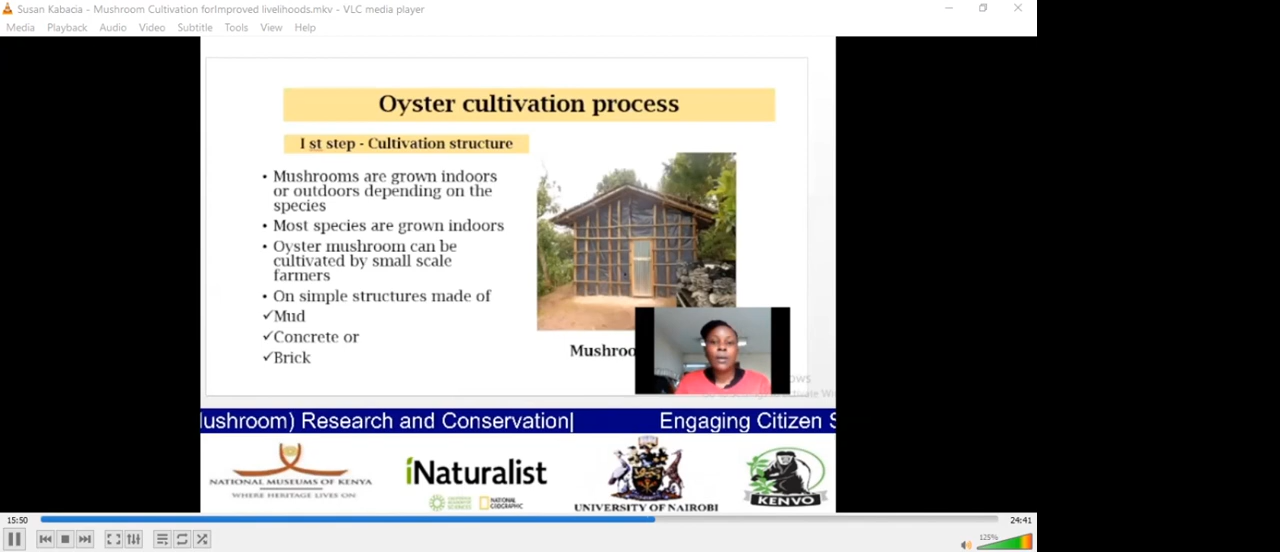 Susan Kabacia - Mushroom Cultivation forImproved livelihoods.mkv - VLC media player
Media Playback Audio Video Subtitle Tools View Help
Oyster cultivation process
I st step - Cultivation structure
• Mushrooms are grown indoors
or outdoors depending on the
species
• Most species are grown indoors
• Oyster mushroom can be
cultivated by small scale
farmers
• On simple structures made of
✓Mud
✓Concrete or
✓Brick
Mushroo
ushroom) Research and Conservation| Engaging Citizen S
NATIONAL MUSEUMS OF KENYA
WHERE HERITAGE LIVES ON
iNaturalist
NATIONAL
GEOGRAPHIC
UNIVERSITY OF NAIROBI
KENVO
15:50
24:41
125%